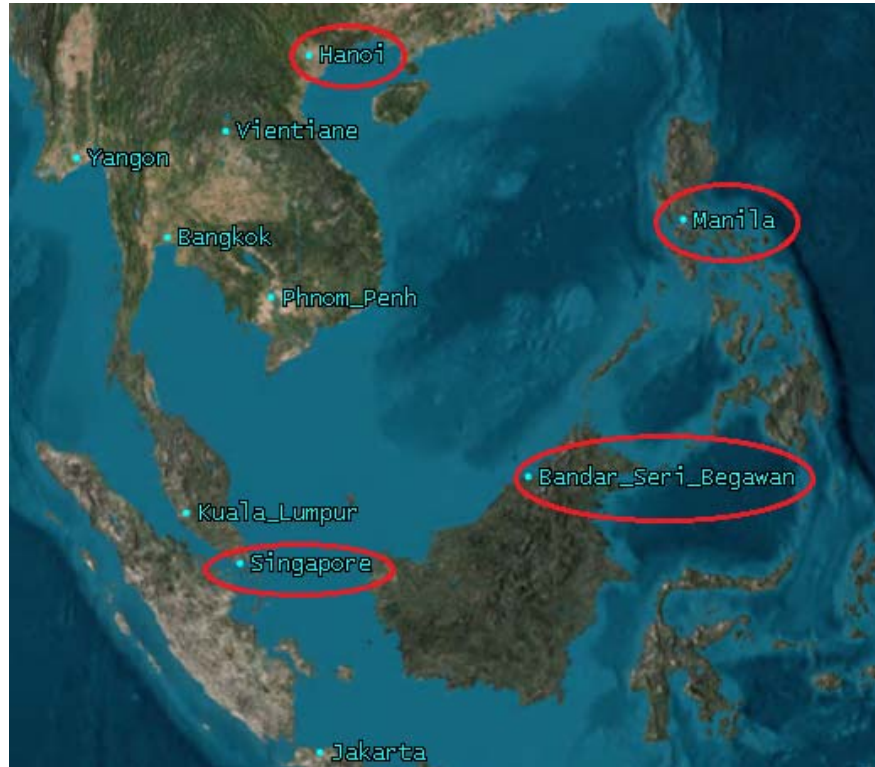 Hanoi
Vientiane
Yangon
Manila
Bangkok
Phnom_Penh
Bandar_Seri_Begawan
Kuala_Lumpur
Singapore
Jakarta